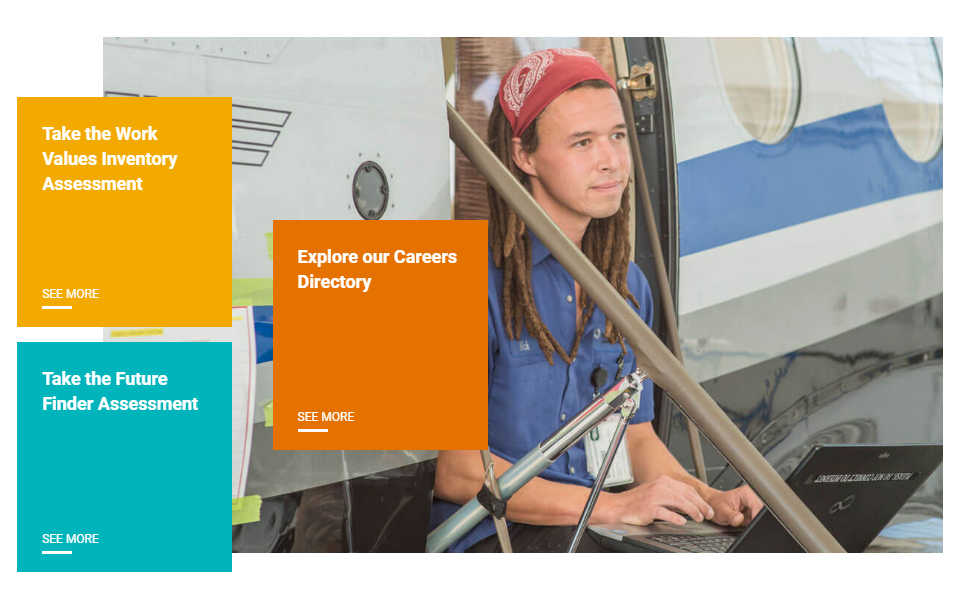 Take the Work
Values Inventory
Assessment
SEE MORE
Explore our Careers
Directory
SEE MORE
Take the Future
Finder Assessment
SEE MORE